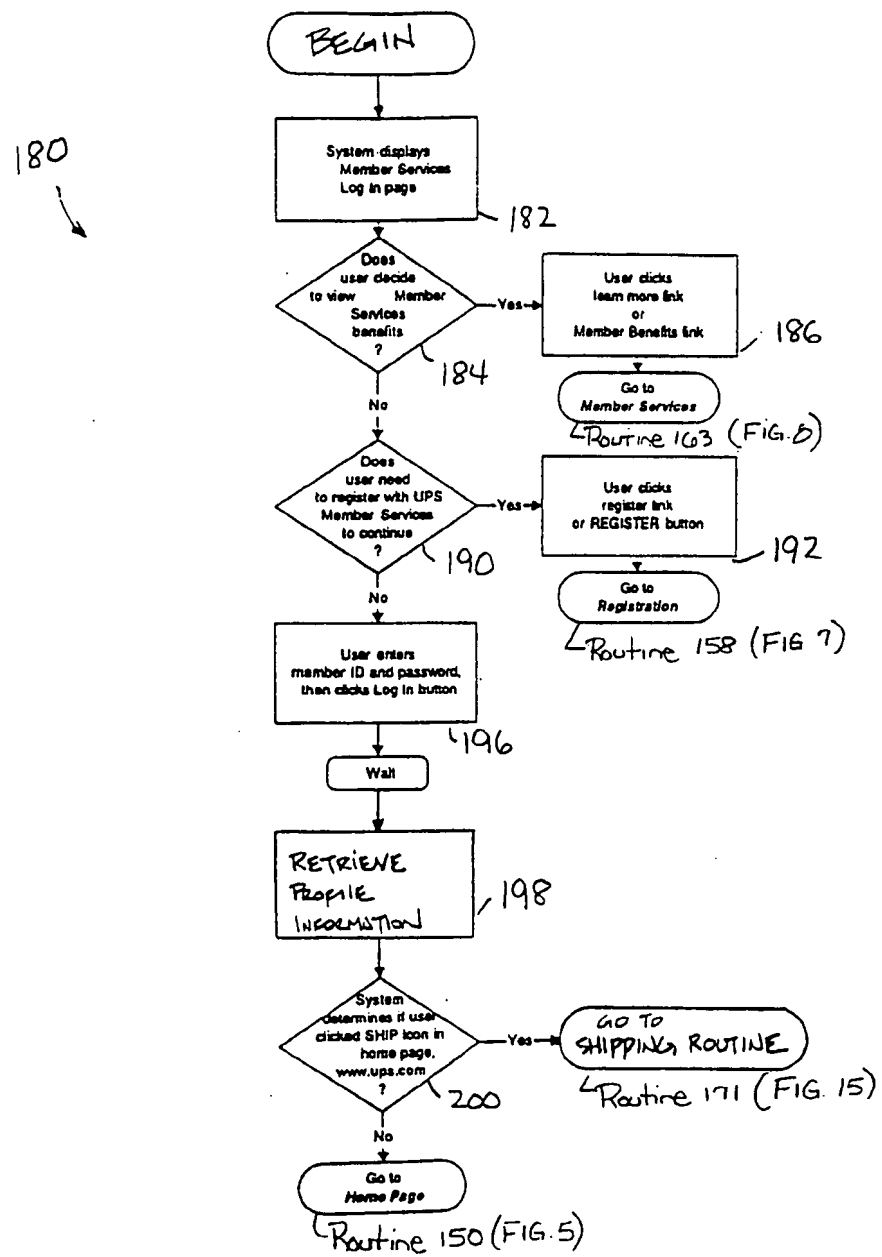 BEGIN
180
System displays
Member Services
Log In page
182
Does
user decide
to view Member
Services
benefits
?
184
Yes
User clicks
learn more link
or
Member Benefits link
186
Go to
Member Services
Routine 163 (FIG. 8)
No
Does
user need
to register with UPS
Member Services
to continue
?
190
Yes
User clicks
register link
or REGISTER button
192
Go to
Registration
Routine 158 (FIG 7)
No
User enters
member ID and password,
then clicks Log In button
196
Wait
RETRIEVE
PROFILE
INFORMATION
198
System
determines if user
clicked SHIP icon in
home page,
www.ups.com
?
200
Yes
GO TO
SHIPPING ROUTINE
Routine 171 (FIG. 15)
No
Go to
Home Page
Routine 150 (FIG. 5)